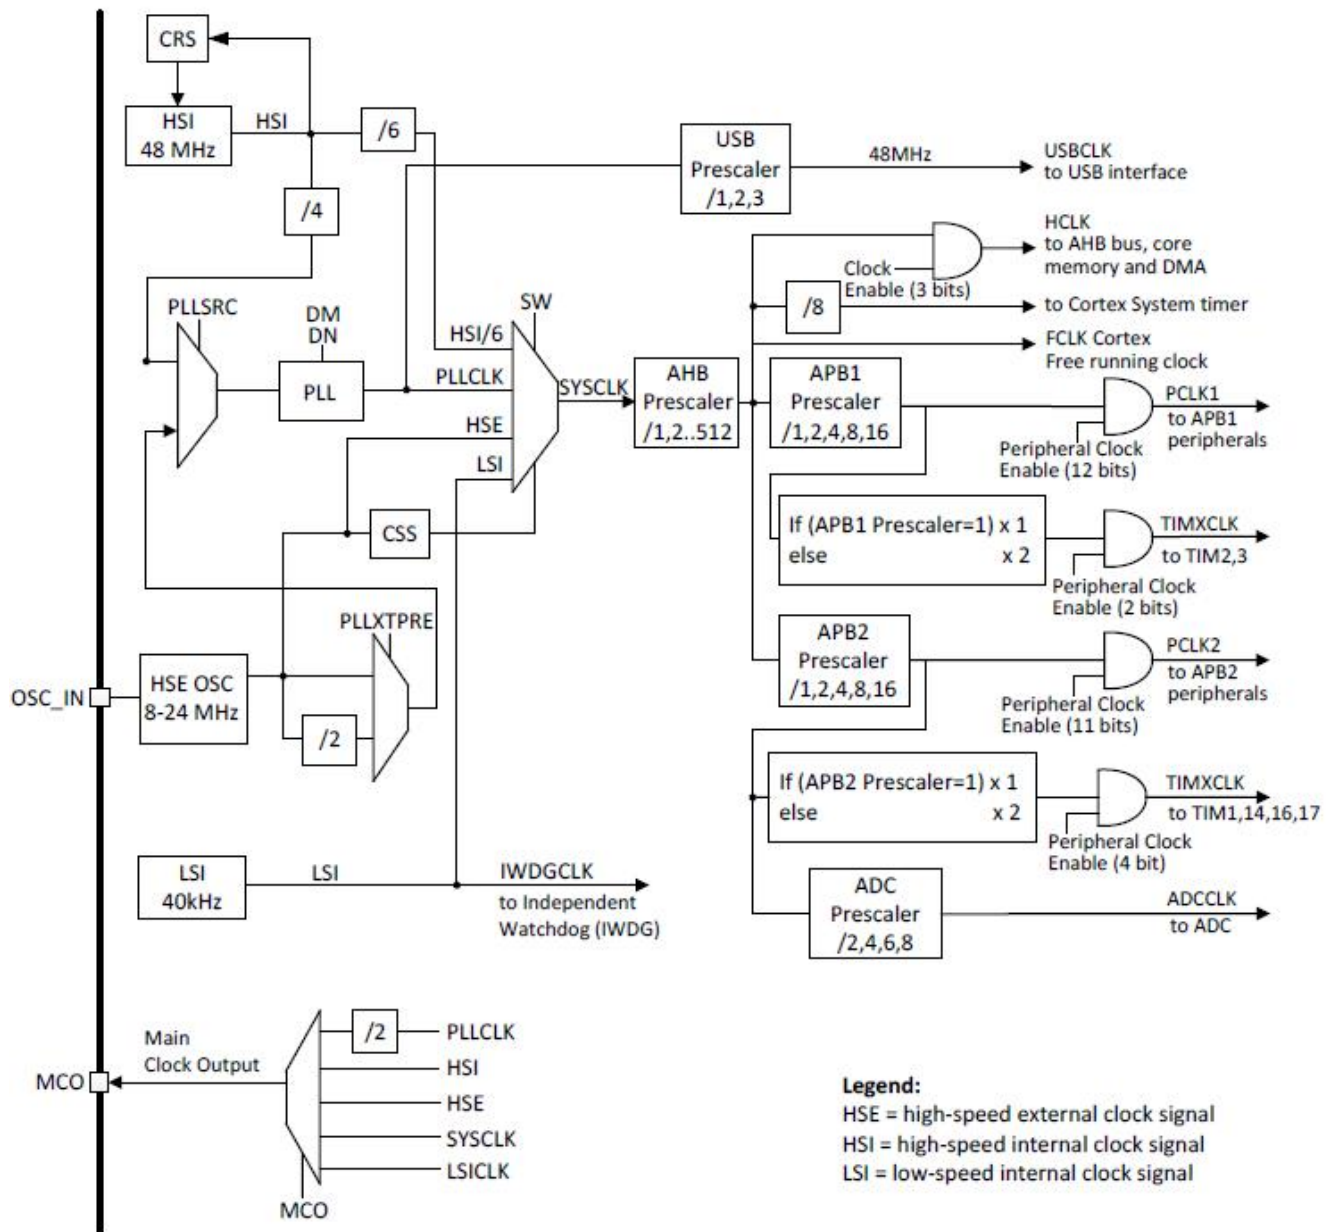 CRS
HSI
48 MHz
HSI
/6
/4
USB
Prescaler
/1,2,3
48MHz
USBCLK
to USB interface
HCLK
to AHB bus, core
memory and DMA
Clock
Enable (3 bits)
/8
to Cortex System timer
FCLK Cortex
Free running clock
PLLSRC
DM
DN
PLL
SW
HSI/6
PLLCLK
HSE
LSI
SYSCLK
AHB
Prescaler
/1,2..512
APB1
Prescaler
/1,2,4,8,16
PCLK1
to APB1
peripherals
Peripheral Clock
Enable (12 bits)
CSS
If (APB1 Prescaler=1) x 1
else x 2
TIMXCLK
to TIM2,3
Peripheral Clock
Enable (2 bits)
PLLXTPRE
OSC_IN
HSE OSC
8-24 MHz
/2
APB2
Prescaler
/1,2,4,8,16
PCLK2
to APB2
peripherals
Peripheral Clock
Enable (11 bits)
If (APB2 Prescaler=1) x 1
else x 2
TIMXCLK
to TIM1,14,16,17
Peripheral Clock
Enable (4 bit)
LSI
40kHz
LSI
IWDGCLK
to Independent
Watchdog (IWDG)
ADC
Prescaler
/2,4,6,8
ADCCLK
to ADC
MCO
Main
Clock Output
/2
PLLCLK
HSI
HSE
SYSCLK
LSICLK
MCO
Legend:
HSE = high-speed external clock signal
HSI = high-speed internal clock signal
LSI = low-speed internal clock signal